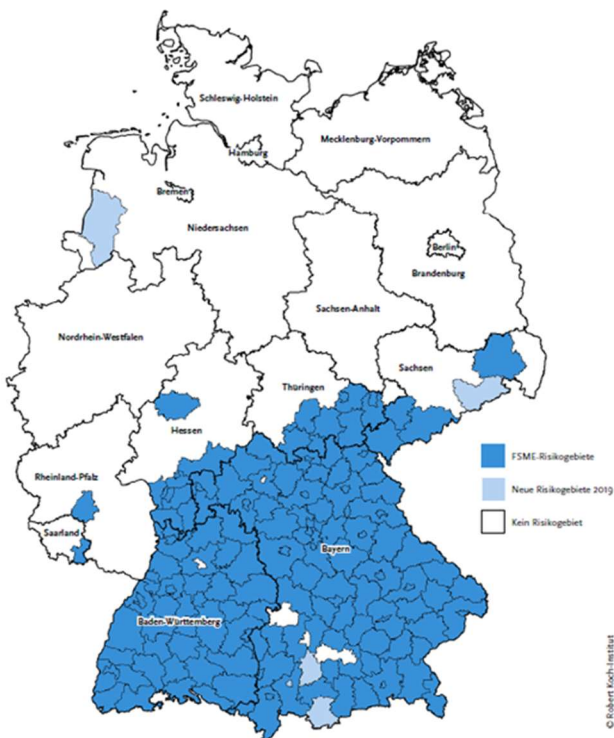 Schleswig-Holstein
Mecklenburg-Vorpommern
Hamburg
Bremen
Niedersachsen
Berlin
Brandenburg
Sachsen-Anhalt
Nordrhein-Westfalen
Sachsen
Thüringen
Hessen
Rheinland-Pfalz
Saarland
Bayern
Baden-Württemberg
FSME-Risikogebiete
Neue Risikogebiete 2019
Kein Risikogebiet
© Robert Koch-Institut